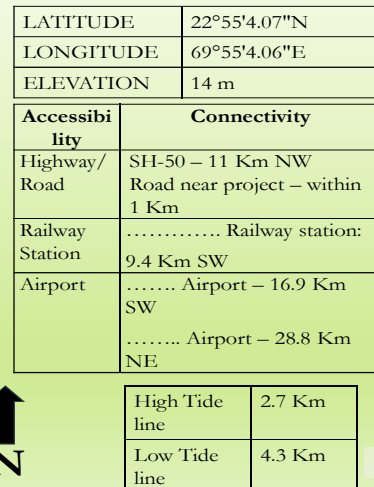 LATITUDE 22°55'4.07"N
LONGITUDE 69°55'4.06"E
ELEVATION 14 m
Accessibi Connectivity
lity
Highway/ SH-50 – 11 Km NW
Road Road near project – within
1 Km
Railway …………. Railway station:
Station 9.4 Km SW
Airport ……. Airport – 16.9 Km
SW
…….. Airport – 28.8 Km
NE
High Tide 2.7 Km
line
Low Tide 4.3 Km
line
N